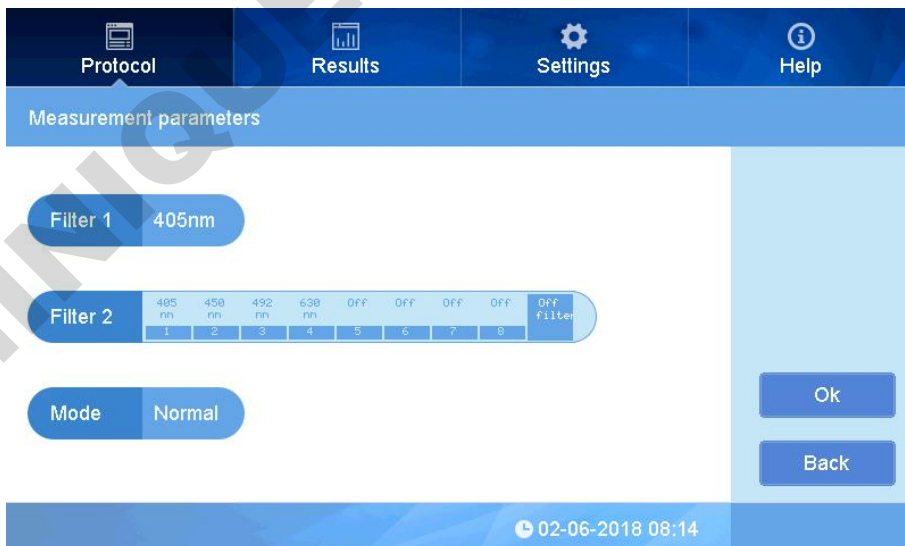 Protocol
Results
Settings
Help
Measurement parameters
Filter 1 405nm
Filter 2
405 nm 450 nm 492 nm 630 nm Off Off Off Off Off filter
1 2 3 4 5 6 7 8
Mode Normal
Ok
Back
02-06-2018 08:14
NIQUE